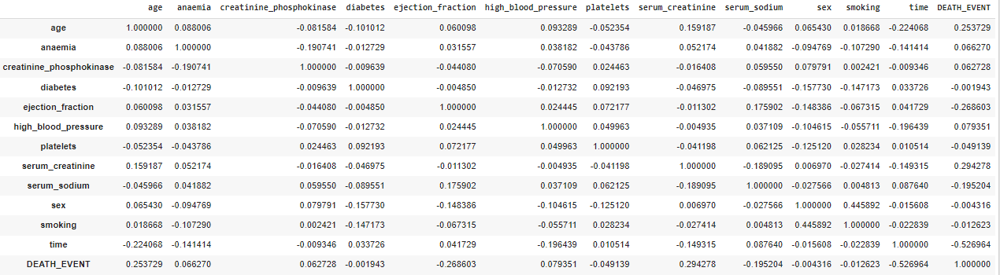 age anaemia creatinine_phosphokinase diabetes ejection_fraction high_blood_pressure platelets serum_creatinine serum_sodium sex smoking time DEATH_EVENT
age 1.000000 0.088006 -0.081584 -0.101012 0.060098 0.093289 -0.052354 0.159187 -0.045966 0.065430 0.018668 -0.224068 0.253729
anaemia 0.088006 1.000000 -0.190741 -0.012729 0.031557 0.038182 -0.043786 0.052174 0.041882 -0.094769 -0.107290 -0.141414 0.066270
creatinine_phosphokinase -0.081584 -0.190741 1.000000 -0.009639 -0.044080 -0.070590 0.024463 -0.016408 0.059550 0.079791 0.002421 -0.009346 0.062728
diabetes -0.101012 -0.012729 -0.009639 1.000000 -0.004850 -0.012732 0.092193 -0.046975 -0.089551 -0.157730 -0.147173 0.033726 -0.001943
ejection_fraction 0.060098 0.031557 -0.044080 -0.004850 1.000000 0.024445 0.072177 -0.011302 0.175902 -0.148386 -0.067315 0.041729 -0.268603
high_blood_pressure 0.093289 0.038182 -0.070590 -0.012732 0.024445 1.000000 0.049963 -0.004935 0.037109 -0.104615 -0.055711 -0.196439 0.079351
platelets -0.052354 -0.043786 0.024463 0.092193 0.072177 0.049963 1.000000 -0.041198 0.062125 -0.125120 0.028234 0.010514 -0.049139
serum_creatinine 0.159187 0.052174 -0.016408 -0.046975 -0.011302 -0.004935 -0.041198 1.000000 -0.189095 0.006970 -0.027414 -0.149315 0.294278
serum_sodium -0.045966 0.041882 0.059550 -0.089551 0.175902 0.037109 0.062125 -0.189095 1.000000 -0.027566 0.004813 0.087640 -0.195204
sex 0.065430 -0.094769 0.079791 -0.157730 -0.148386 -0.104615 -0.125120 0.006970 -0.027566 1.000000 0.445892 -0.015608 -0.004316
smoking 0.018668 -0.107290 0.002421 -0.147173 -0.067315 -0.055711 0.028234 -0.027414 0.004813 0.445892 1.000000 -0.022839 -0.012623
time -0.224068 -0.141414 -0.009346 0.033726 0.041729 -0.196439 0.010514 -0.149315 0.087640 -0.015608 -0.022839 1.000000 -0.526964
DEATH_EVENT 0.253729 0.066270 0.062728 -0.001943 -0.268603 0.079351 -0.049139 0.294278 -0.195204 -0.004316 -0.012623 -0.526964 1.000000